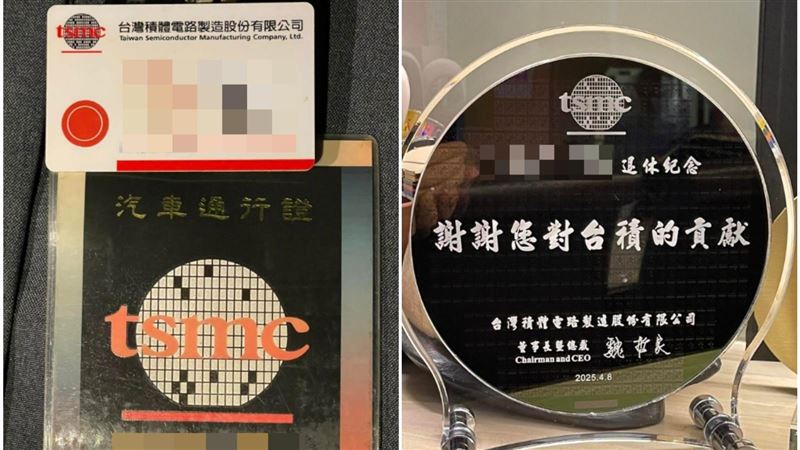 tsmc
台灣積體電路製造股份有限公司
Taiwan Semiconductor Manufacturing Company, Ltd.
汽車通行證
tsmc
tsmc
退休紀念
謝謝您對台積的貢獻
台灣積體電路製造股份有限公司
董事長暨總裁
Chairman and CEO
魏哲家
2025.4.8